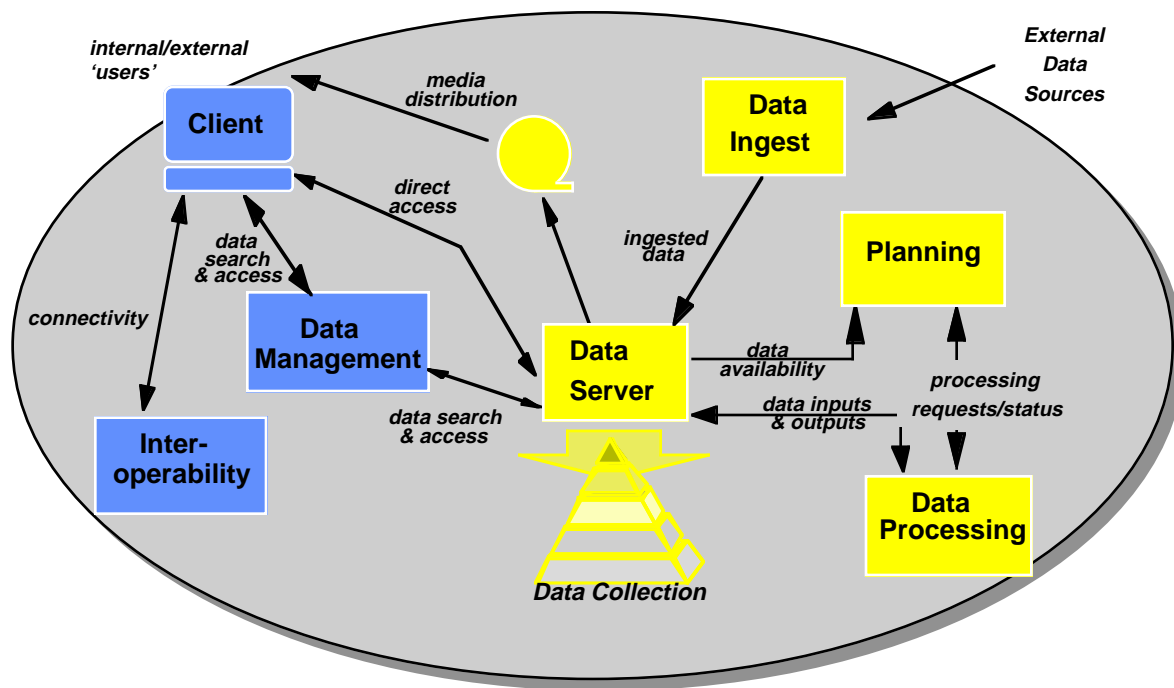 internal/external
‘users’
Client
media
distribution
Data
Ingest
External
Data
Sources
direct
access
data
search
& access
ingested
data
Planning
connectivity
Data
Management
Data
Server
data
availability
processing
requests/status
data inputs
& outputs
data search
& access
Inter-
operability
Data
Processing
Data Collection